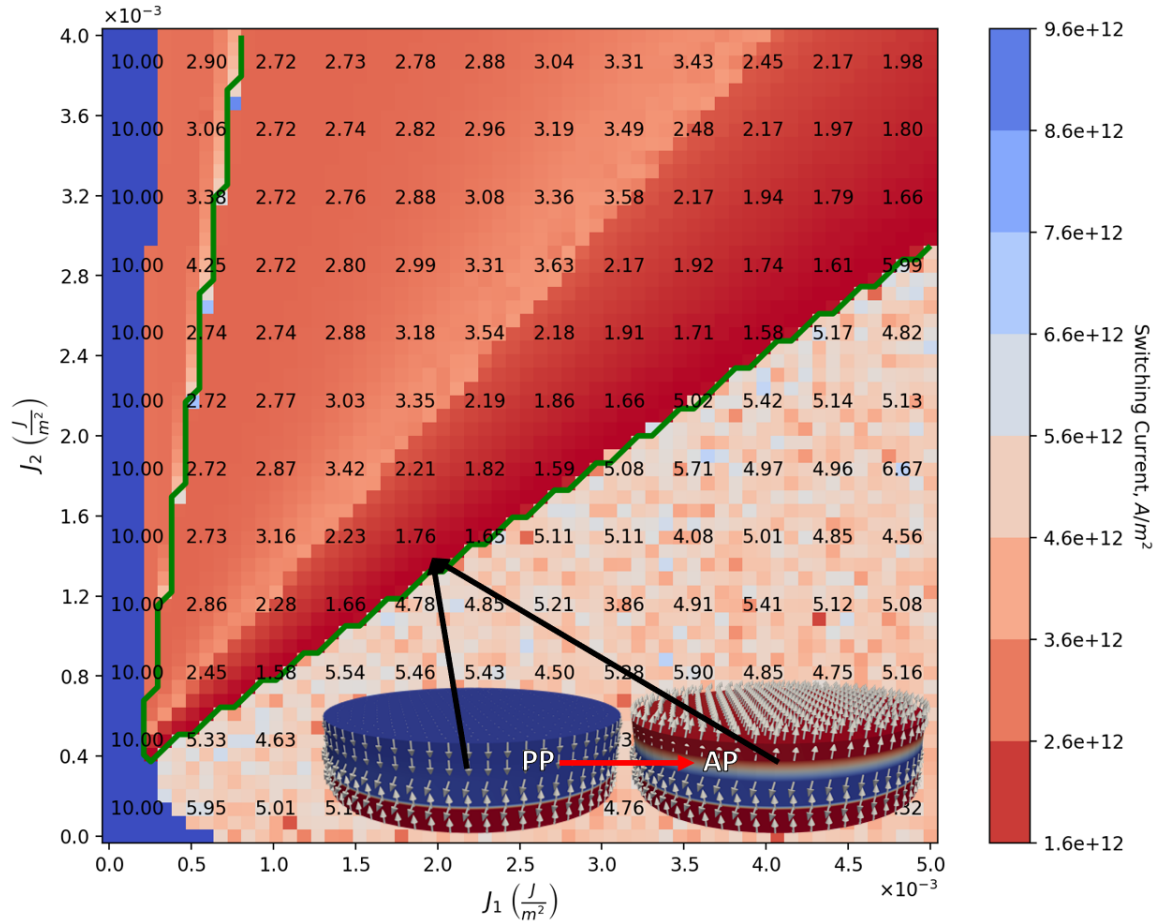 ×10⁻³
4.0 10.00 2.90 2.72 2.73 2.78 2.88 3.04 3.31 3.43 2.45 2.17 1.98
3.6 10.00 3.06 2.72 2.74 2.82 2.96 3.19 3.49 2.48 2.17 1.97 1.80
3.2 10.00 3.38 2.72 2.76 2.88 3.08 3.36 3.58 2.17 1.94 1.79 1.66
2.8 10.00 4.25 2.72 2.80 2.99 3.31 3.63 2.17 1.92 1.74 1.61 5.99
2.4 10.00 2.74 2.74 2.88 3.18 3.54 2.18 1.91 1.71 1.58 5.17 4.82
10.00 2.72 2.77 3.03 3.35 2.19 1.86 1.66 5.02 5.42 5.14 5.13
2.0 10.00 2.72 2.87 3.42 2.21 1.82 1.59 5.08 5.71 4.97 4.96 6.67
1.6 10.00 2.73 3.16 2.23 1.76 1.65 5.11 5.11 4.08 5.01 4.85 4.56
1.2 10.00 2.86 2.28 1.66 4.78 4.85 5.21 3.86 4.91 5.41 5.12 5.08
0.8 10.00 2.45 1.58 5.54 5.46 5.43 4.50 5.28 5.90 4.85 4.75 5.16
0.4 10.00 5.33 4.63
PP AP
0.0 10.00 5.95 5.01 4.76
J₂ (J/m²)
0.0 0.5 1.0 1.5 2.0 2.5 3.0 3.5 4.0 4.5 5.0
×10⁻³
J₁ (J/m²)
9.6e+12
8.6e+12
7.6e+12
6.6e+12
5.6e+12
4.6e+12
3.6e+12
2.6e+12
1.6e+12
Switching Current, A/m²